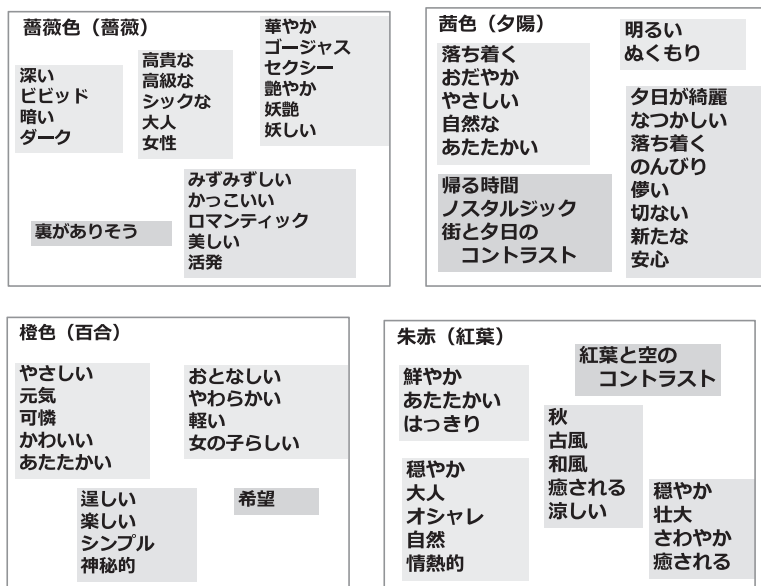 薔薇色（薔薇）
深い
ビビッド
暗い
ダーク
高貴な
高級な
シックな
大人
女性
華やか
ゴージャス
セクシー
艶やか
妖艶
妖しい
裏がありそう
みずみずしい
かっこいい
ロマンティック
美しい
活発
茜色（夕陽）
落ち着く
おだやか
やさしい
自然な
あたたかい
明るい
ぬくもり
帰る時間
ノスタルジック
街と夕日の
コントラスト
夕日が綺麗
なつかしい
落ち着く
のんびり
儚い
切ない
新たな
安心
橙色（百合）
やさしい
元気
可憐
かわいい
あたたかい
おとなしい
やわらかい
軽い
女の子らしい
逞しい
楽しい
シンプル
神秘的
希望
朱赤（紅葉）
鮮やか
あたたかい
はっきり
紅葉と空の
コントラスト
穏やか
大人
オシャレ
自然
情熱的
秋
古風
和風
癒される
涼しい
穏やか
壮大
さわやか
癒される